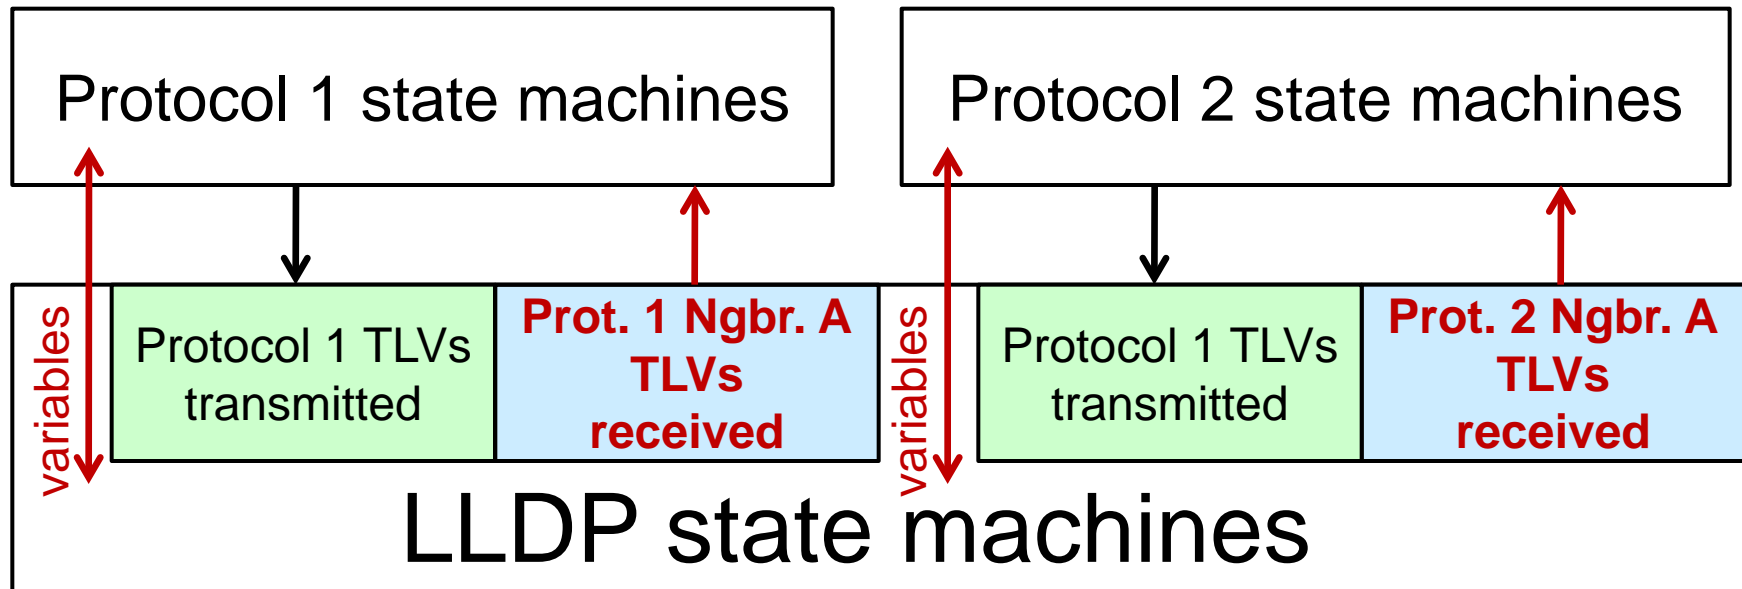 Protocol 1 state machines
Protocol 2 state machines
variables
Protocol 1 TLVs
transmitted
Prot. 1 Ngbr. A
TLVs
received
variables
Protocol 1 TLVs
transmitted
Prot. 2 Ngbr. A
TLVs
received
LLDP state machines